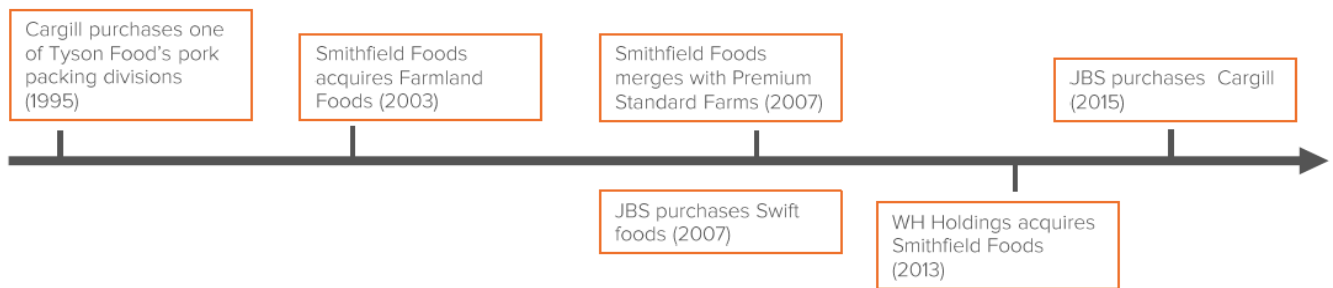 Cargill purchases one
of Tyson Food's pork
packing divisions
(1995)
Smithfield Foods
acquires Farmland
Foods (2003)
Smithfield Foods
merges with Premium
Standard Farms (2007)
JBS purchases Swift
foods (2007)
WH Holdings acquires
Smithfield Foods
(2013)
JBS purchases Cargill
(2015)